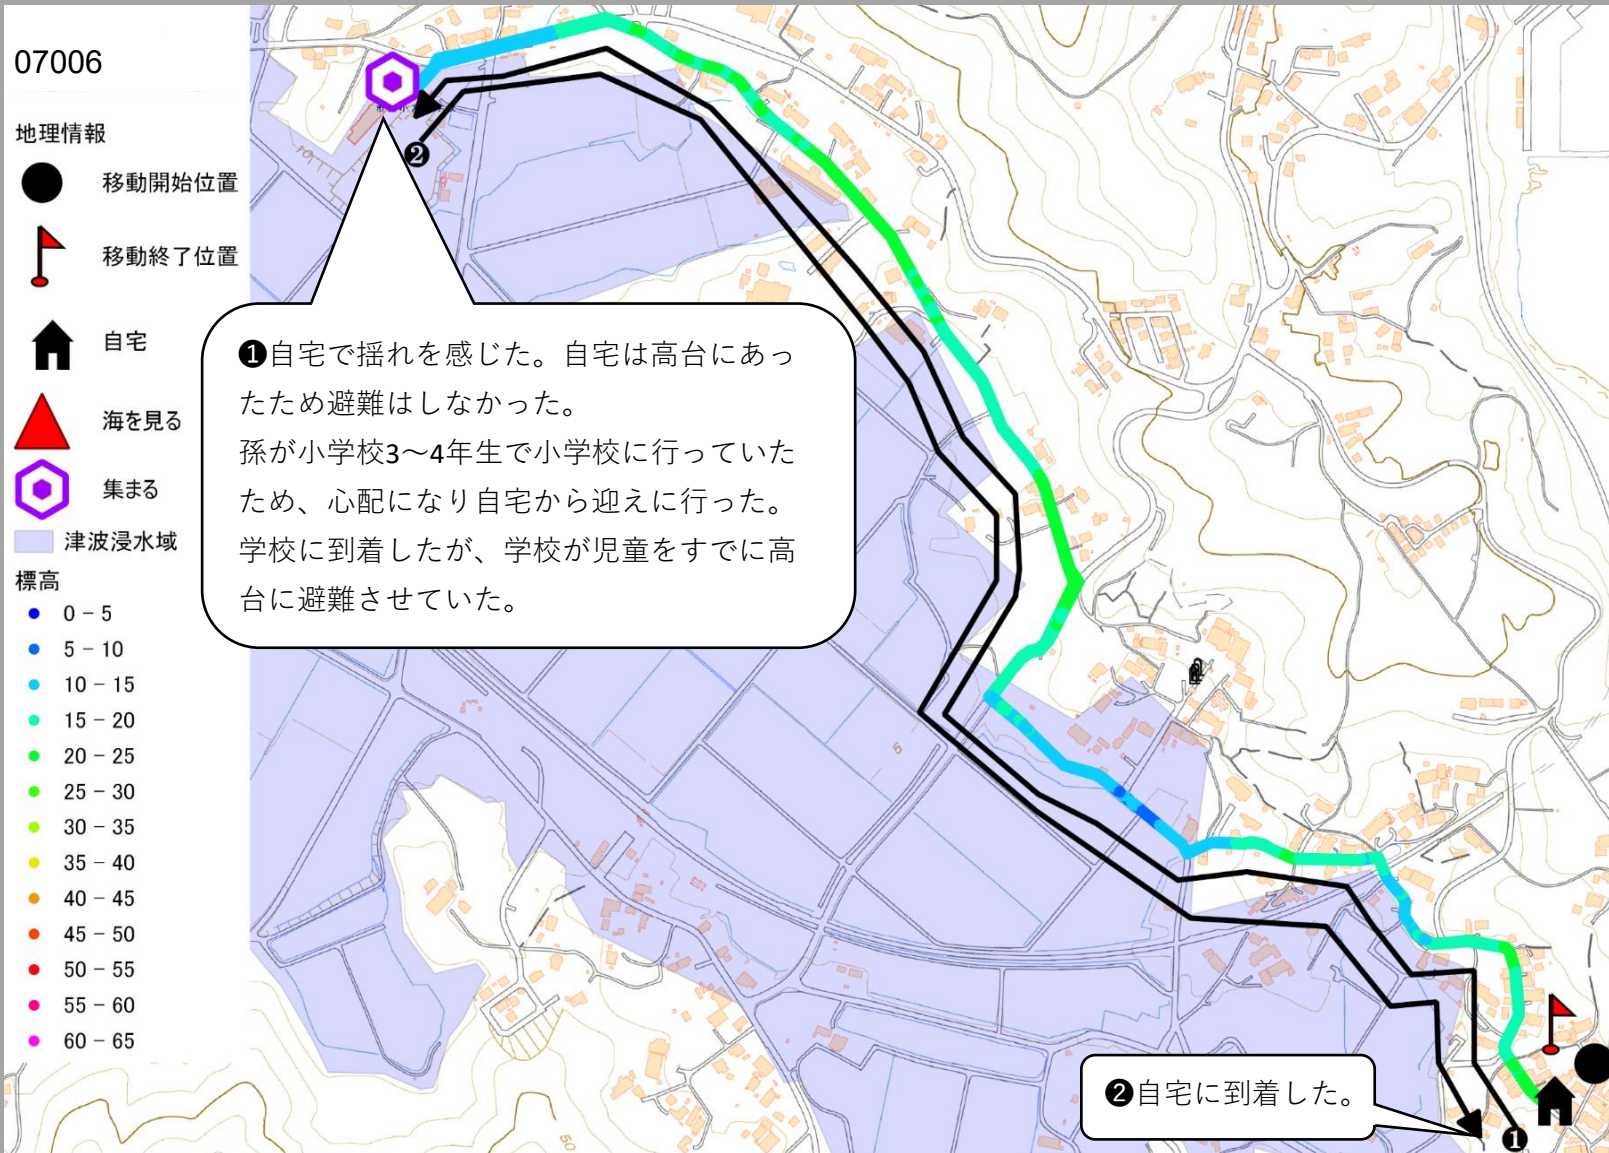 07006
地理情報
移動開始位置
移動終了位置
自宅
海を見る
集まる
津波浸水域
標高
0 – 5
5 – 10
10 – 15
15 – 20
20 – 25
25 – 30
30 – 35
35 – 40
40 – 45
45 – 50
50 – 55
55 – 60
60 – 65
❷
❶自宅で揺れを感じた。自宅は高台にあっ
たため避難はしなかった。
孫が小学校3～4年生で小学校に行っていた
ため、心配になり自宅から迎えに行った。
学校に到着したが、学校が児童をすでに高
台に避難させていた。
5
❷自宅に到着した。
❶
50